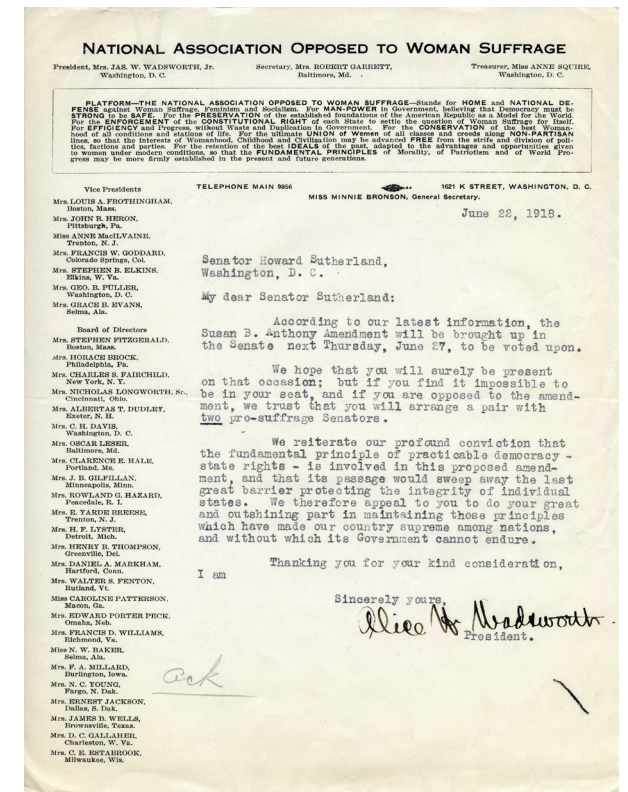 NATIONAL ASSOCIATION OPPOSED TO WOMAN SUFFRAGE
President, Mrs. JAS. W. WADSWORTH, Jr.
Washington, D. C.
Secretary, Mrs. ROBERT GARRETT,
Baltimore, Md.
Treasurer, Miss ANNE SQUIRE,
Washington, D. C.
PLATFORM—THE NATIONAL ASSOCIATION OPPOSED TO WOMAN SUFFRAGE—Stands for HOME and NATIONAL DE-
FENSE against Woman Suffrage, Feminism and Socialism. For MAN-POWER in Government, believing that Democracy must be
STRONG to be SAFE. For the PRESERVATION of the established foundations of the American Republic as a Model for the World.
For the ENFORCEMENT of the CONSTITUTIONAL RIGHT of each State to settle the question of Woman Suffrage for Itself.
For EFFICIENCY and Progress, without Waste and Duplication in Government. For the CONSERVATION of the best Woman-
hood of all conditions and stations of life. For the ultimate UNION of Women of all classes and creeds along NON-PARTISAN
lines, so that the interests of Womanhood, Childhood and Civilization may be advanced FREE from the strife and division of poli-
tics, factions and parties. For the retention of the best IDEALS of the past, adapted to the advantages and opportunities given
to women under modern conditions, so that the FUNDAMENTAL PRINCIPLES of Morality, of Patriotism and of World Pro-
gress may be more firmly established in the present and future generations.
TELEPHONE MAIN 9856
1621 K STREET, WASHINGTON, D. C.
MISS MINNIE BRONSON, General Secretary.
Vice Presidents
Mrs. LOUIS A. FROTHINGHAM,
Boston, Mass.
Mrs. JOHN B. HERON,
Pittsburgh, Pa.
Miss ANNE MacILVAINE,
Trenton, N. J.
Mrs. FRANCIS W. GODDARD,
Colorado Springs, Col.
Mrs. STEPHEN B. ELKINS,
Elkins, W. Va.
Mrs. GEO. B. PULLER,
Washington, D. C.
Mrs. GRACE B. EVANS,
Selma, Ala.
Board of Directors
Mrs. STEPHEN FITZGERALD,
Boston, Mass.
Mrs. HORACE BROCK,
Philadelphia, Pa.
Mrs. CHARLES S. FAIRCHILD,
New York, N. Y.
Mrs. NICHOLAS LONGWORTH, Sr.,
Cincinnati, Ohio.
Mrs. ALBERTAS T. DUDLEY,
Exeter, N. H.
Mrs. C. H. DAVIS,
Washington, D. C.
Mrs. OSCAR LESER,
Baltimore, Md.
Mrs. CLARENCE E. HALE,
Portland, Me.
Mrs. J. B. GILFILLAN,
Minneapolis, Minn.
Mrs. ROWLAND G. HAZARD,
Peacedale, R. I.
Mrs. E. YARDE BREESE,
Trenton, N. J.
Mrs. H. F. LYSTER,
Detroit, Mich.
Mrs. HENRY B. THOMPSON,
Greenville, Del.
Mrs. DANIEL A. MARKHAM,
Hartford, Conn.
Mrs. WALTER S. FENTON,
Rutland, Vt.
Miss CAROLINE PATTERSON,
Macon, Ga.
Mrs. EDWARD PORTER PECK,
Omaha, Neb.
Mrs. FRANCIS D. WILLIAMS,
Richmond, Va.
Miss N. W. BAKER,
Selma, Ala.
Mrs. F. A. MILLARD,
Burlington, Iowa.
Mrs. N. C. YOUNG,
Fargo, N. Dak.
Mrs. ERNEST JACKSON,
Dallas, S. Dak.
Mrs. JAMES B. WELLS,
Brownsville, Texas.
Mrs. D. C. GALLAHER,
Charleston, W. Va.
Mrs. C. E. ESTABROOK,
Milwaukee, Wis.
June 22, 1918.
Senator Howard Sutherland,
Washington, D. C.
My dear Senator Sutherland:
According to our latest information, the
Susan B. Anthony Amendment will be brought up in
the Senate next Thursday, June 27, to be voted upon.
We hope that you will surely be present
on that occasion; but if you find it impossible to
be in your seat, and if you are opposed to the amend-
ment, we trust that you will arrange a pair with
two pro-suffrage Senators.
We reiterate our profound conviction that
the fundamental principle of practicable democracy -
state rights - is involved in this proposed amend-
ment, and that its passage would sweep away the last
great barrier protecting the integrity of individual
states. We therefore appeal to you to do your great
and outshining part in maintaining those principles
which have made our country supreme among nations,
and without which its Government cannot endure.
Thanking you for your kind consideration,
I am
Sincerely yours,
Alice H. Wadsworth
President.
ack